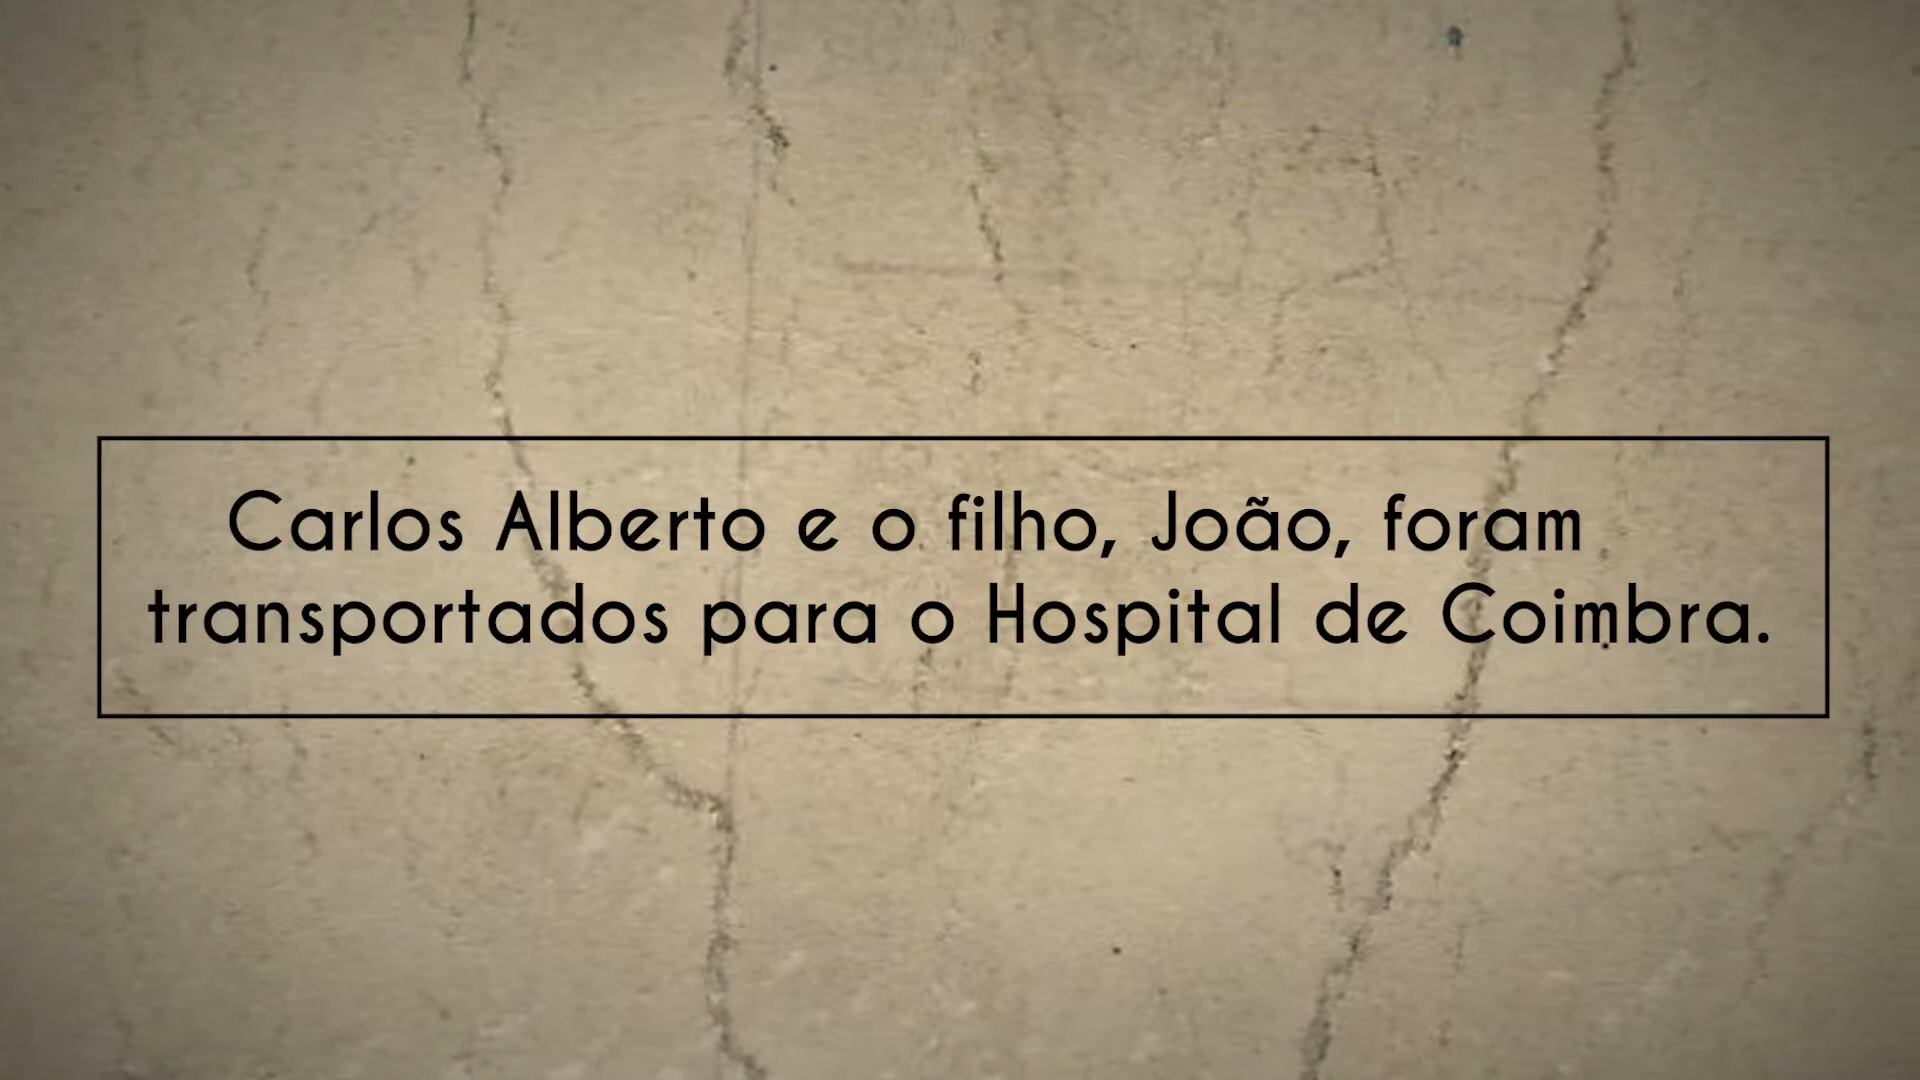 Carlos Alberto e o filho, João, foram
transportados para o Hospital de Coimbra.